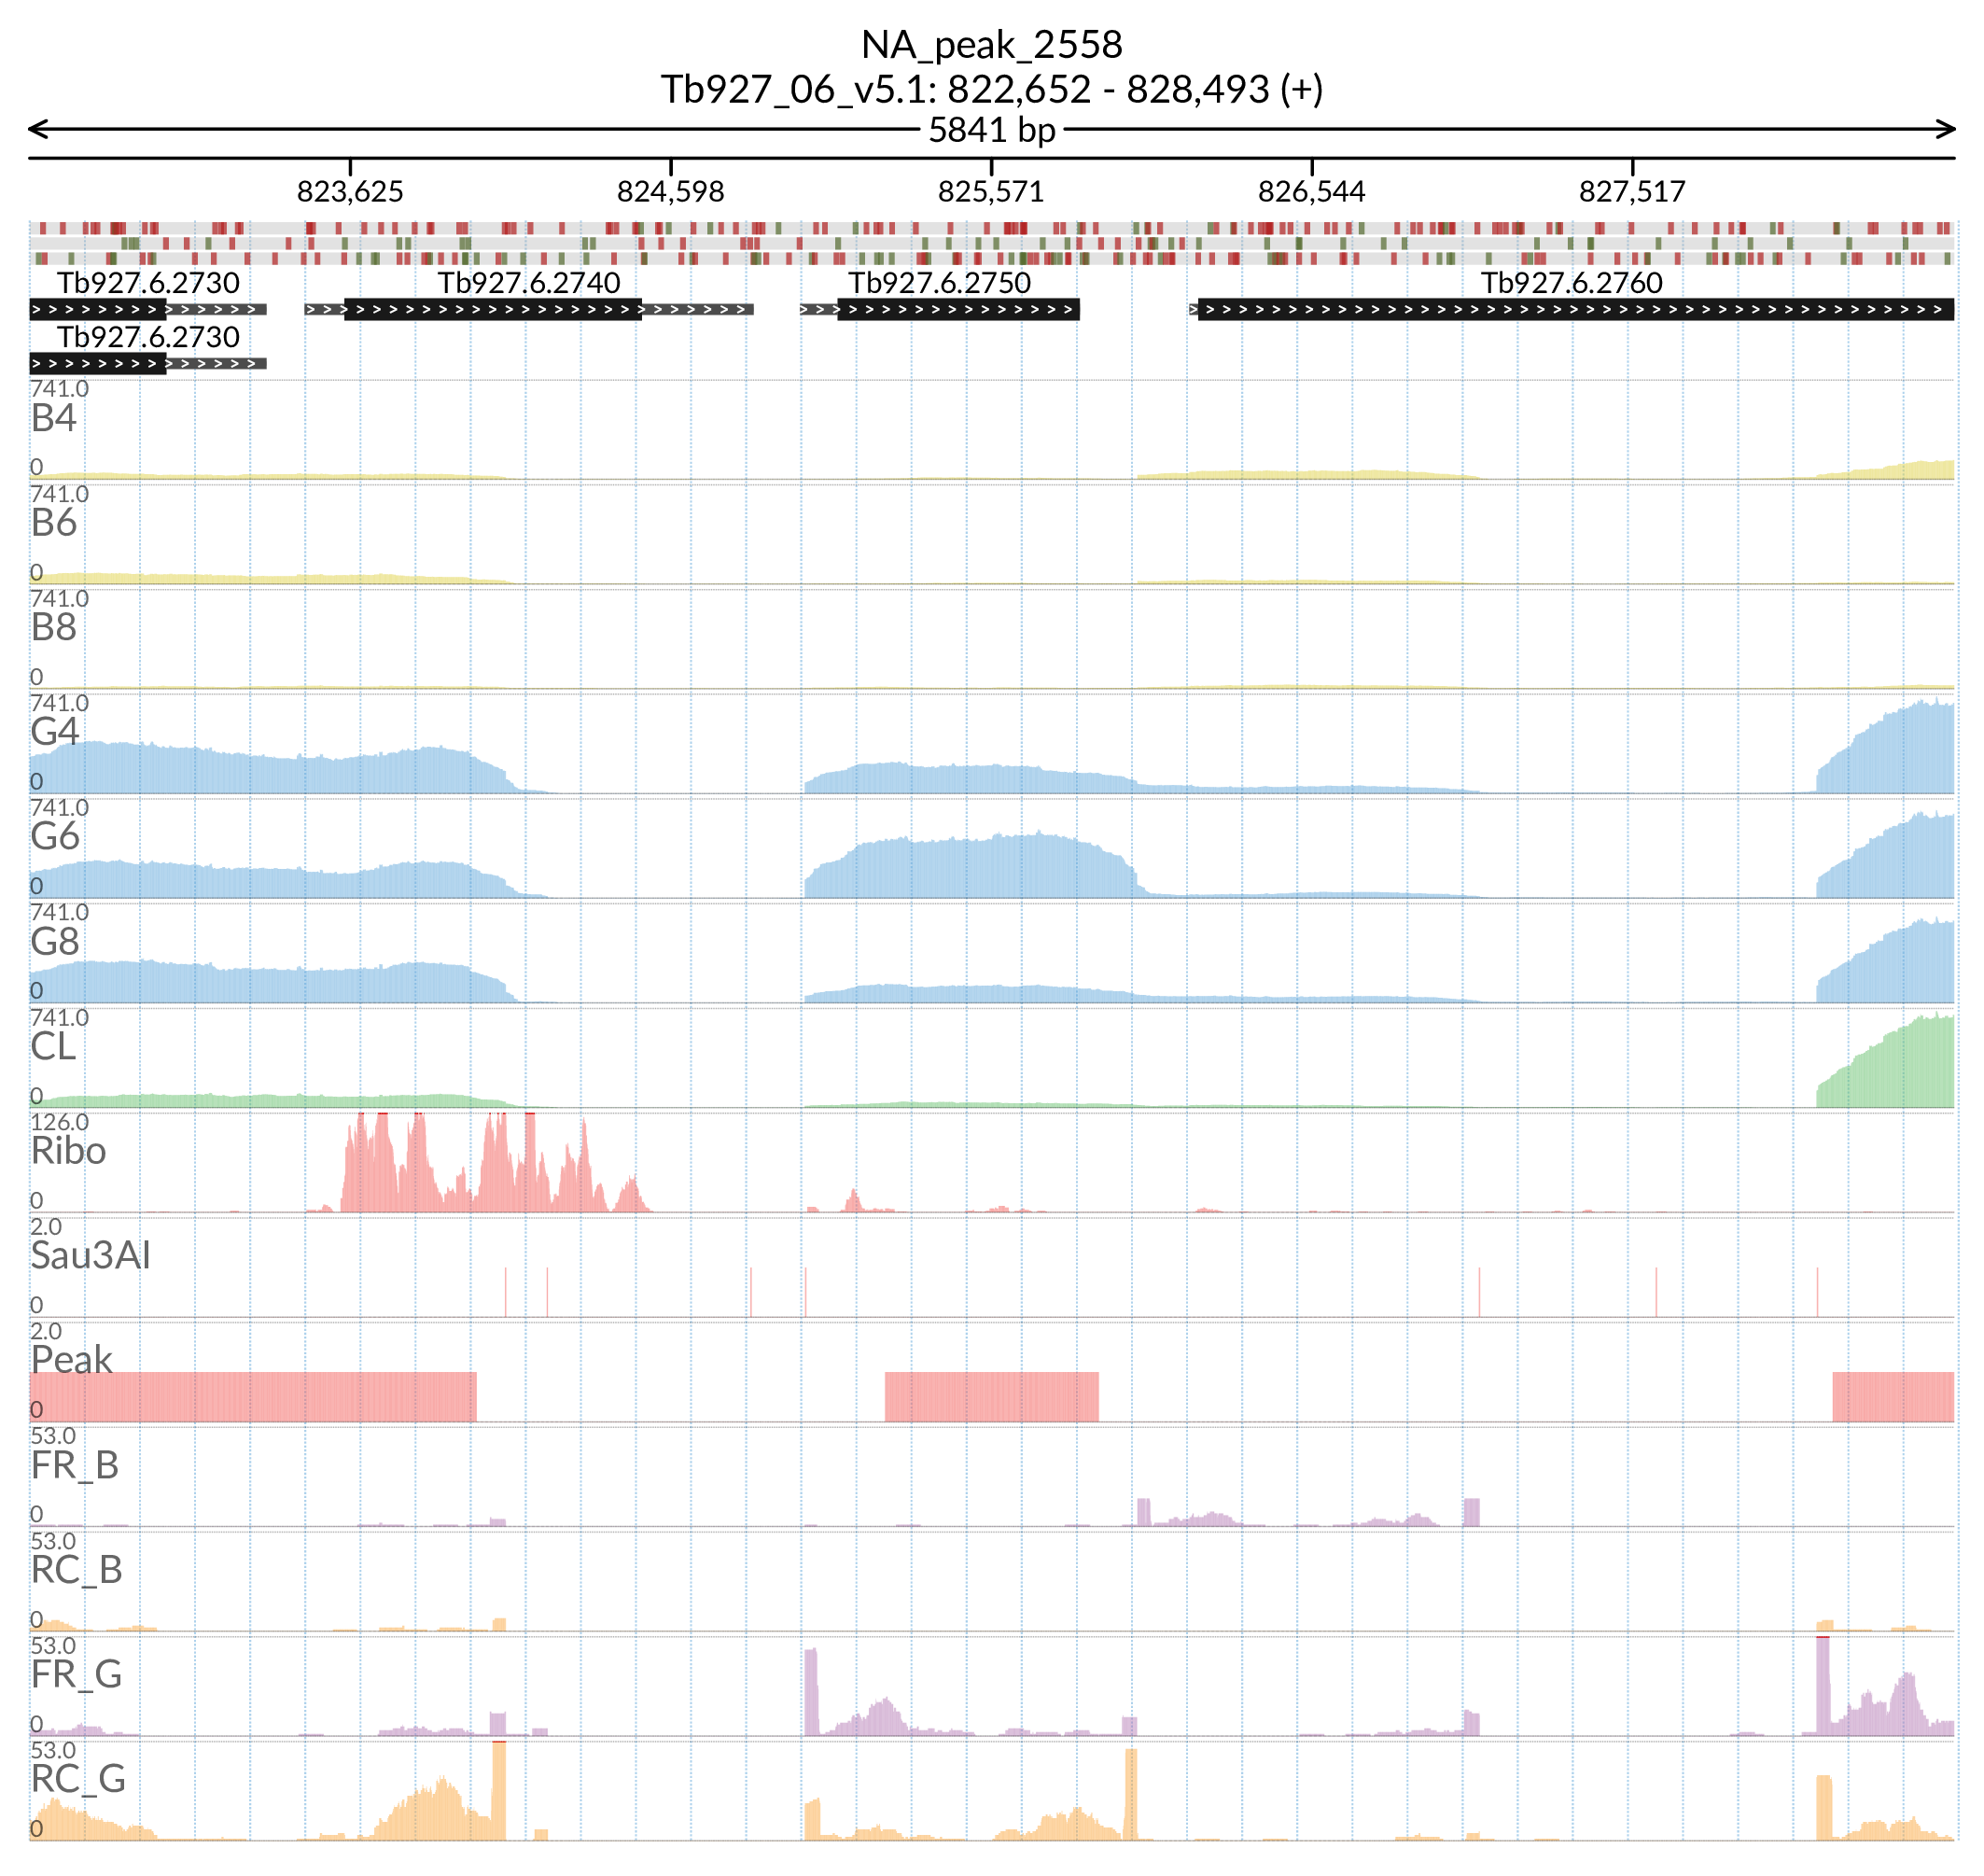 NA_peak_2558
Tb927_06_v5.1: 822,652 - 828,493 (+)
5841 bp
823,625 824,598 825,571 826,544 827,517
Tb927.6.2730 Tb927.6.2740 Tb927.6.2750 Tb927.6.2760
Tb927.6.2730
741.0
B4
0
741.0
B6
0
741.0
B8
0
741.0
G4
0
741.0
G6
0
741.0
G8
0
741.0
CL
0
126.0
Ribo
0
2.0
Sau3AI
0
2.0
Peak
0
53.0
FR_B
0
53.0
RC_B
0
53.0
FR_G
0
53.0
RC_G
0